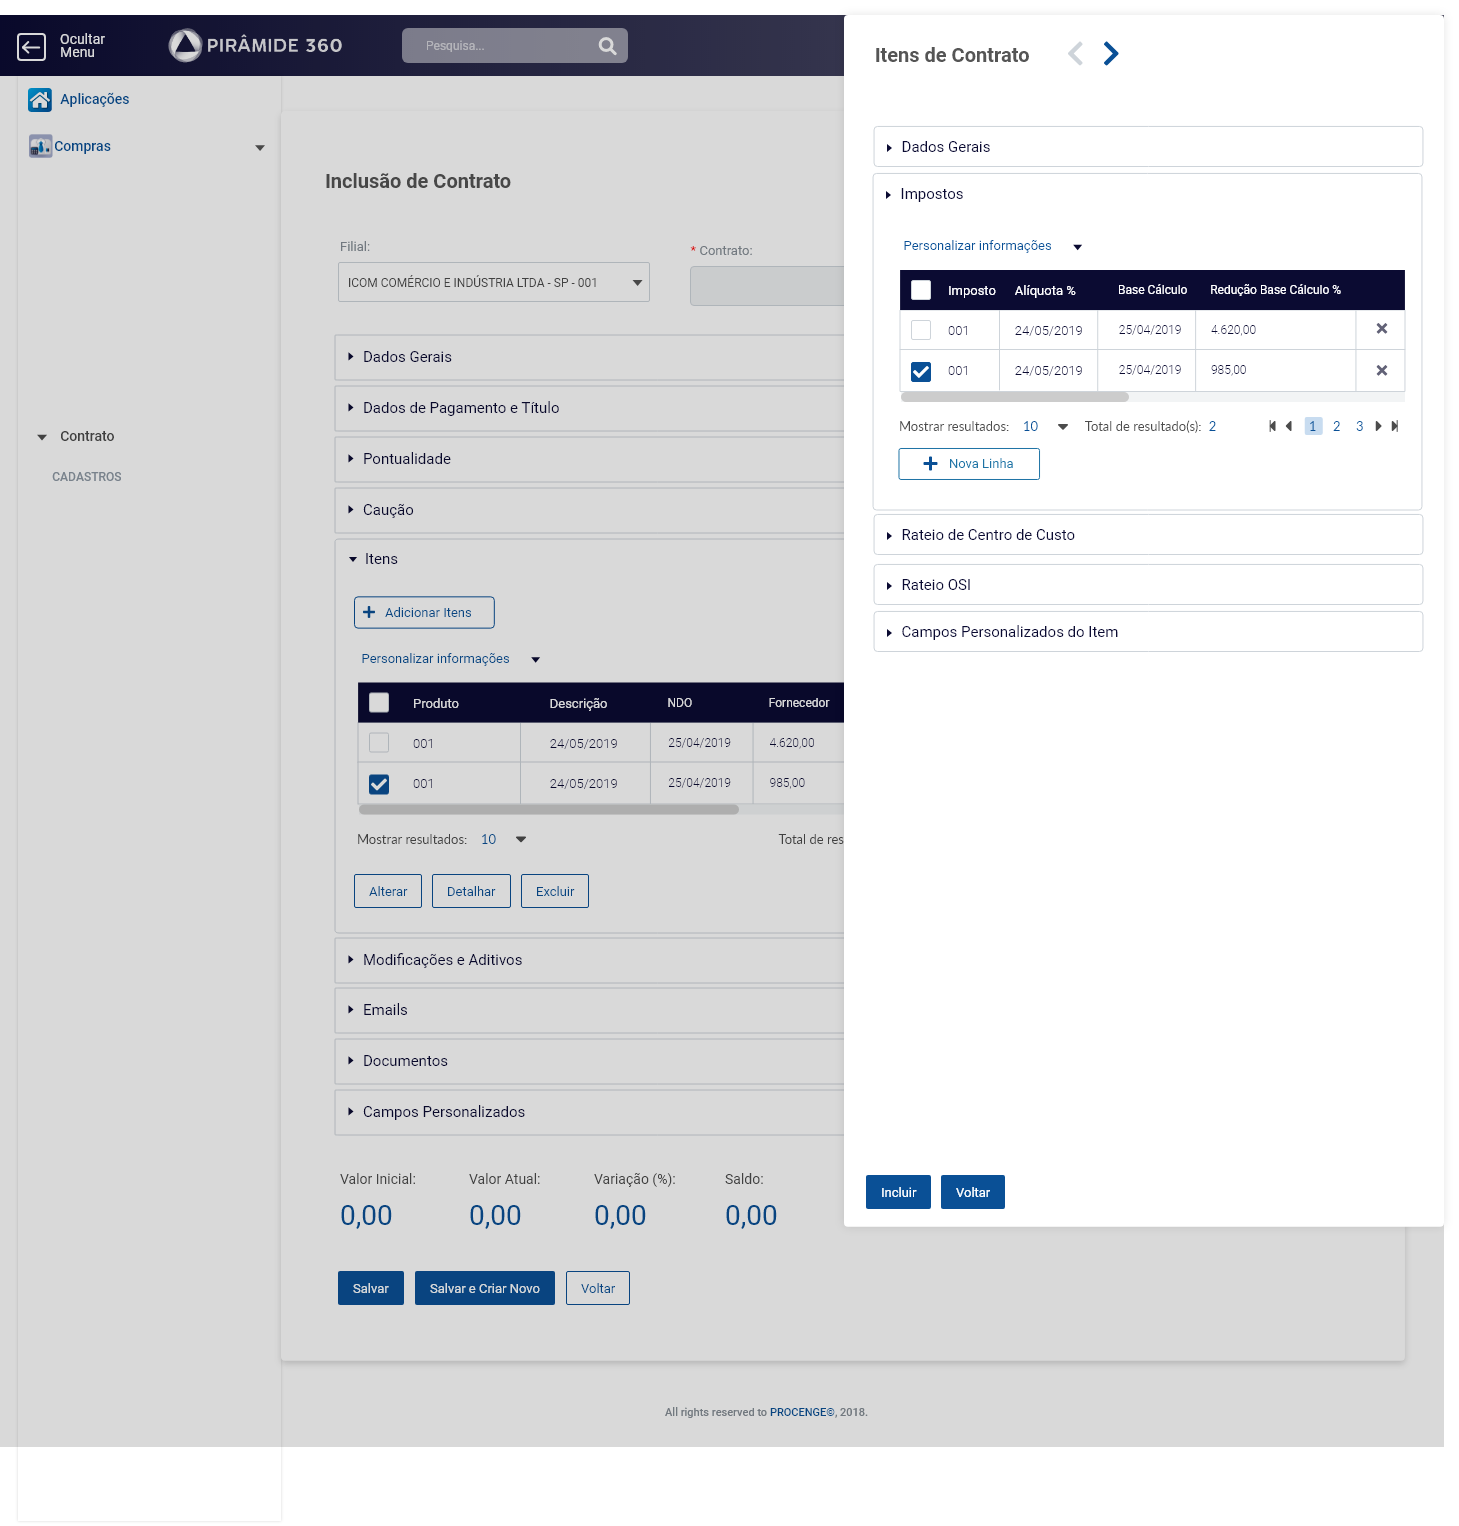 Ocultar
Menu
PIRÂMIDE 360
Pesquisa...
Aplicações
Compras
Contrato
CADASTROS
Inclusão de Contrato
Filial:
* Contrato:
ICOM COMÉRCIO E INDÚSTRIA LTDA - SP - 001
Dados Gerais
Dados de Pagamento e Título
Pontualidade
Caução
Itens
Adicionar Itens
Personalizar informações
Produto Descrição NDO Fornecedor
001 24/05/2019 25/04/2019 4.620,00
001 24/05/2019 25/04/2019 985,00
Mostrar resultados: 10 Total de res
Alterar Detalhar Excluir
Modificações e Aditivos
Emails
Documentos
Campos Personalizados
Valor Inicial: Valor Atual: Variação (%): Saldo:
0,00 0,00 0,00 0,00
Salvar Salvar e Criar Novo Voltar
All rights reserved to PROCENGE©, 2018.
Itens de Contrato
Dados Gerais
Impostos
Personalizar informações
Imposto Alíquota % Base Cálculo Redução Base Cálculo %
001 24/05/2019 25/04/2019 4.620,00
001 24/05/2019 25/04/2019 985,00
Mostrar resultados: 10 Total de resultado(s): 2 1 2 3
Nova Linha
Rateio de Centro de Custo
Rateio OSI
Campos Personalizados do Item
Incluir Voltar